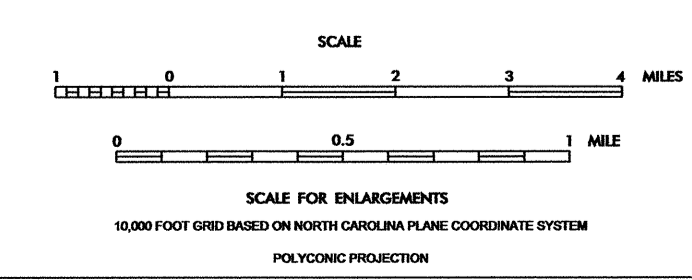 SCALE
1 0 1 2 3 4 MILES
0 0.5 1 MILE
SCALE FOR ENLARGEMENTS
10,000 FOOT GRID BASED ON NORTH CAROLINA PLANE COORDINATE SYSTEM
POLYCONIC PROJECTION